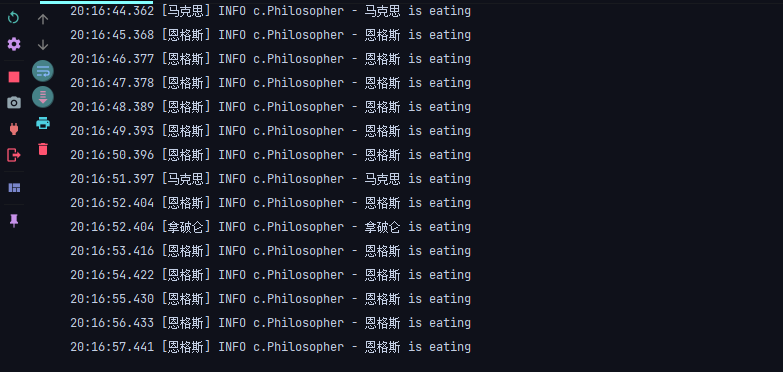 20:16:44.362 [马克思] INFO c.Philosopher - 马克思 is eating
20:16:45.368 [恩格斯] INFO c.Philosopher - 恩格斯 is eating
20:16:46.377 [恩格斯] INFO c.Philosopher - 恩格斯 is eating
20:16:47.378 [恩格斯] INFO c.Philosopher - 恩格斯 is eating
20:16:48.389 [恩格斯] INFO c.Philosopher - 恩格斯 is eating
20:16:49.393 [恩格斯] INFO c.Philosopher - 恩格斯 is eating
20:16:50.396 [恩格斯] INFO c.Philosopher - 恩格斯 is eating
20:16:51.397 [马克思] INFO c.Philosopher - 马克思 is eating
20:16:52.404 [恩格斯] INFO c.Philosopher - 恩格斯 is eating
20:16:52.404 [拿破仑] INFO c.Philosopher - 拿破仑 is eating
20:16:53.416 [恩格斯] INFO c.Philosopher - 恩格斯 is eating
20:16:54.422 [恩格斯] INFO c.Philosopher - 恩格斯 is eating
20:16:55.430 [恩格斯] INFO c.Philosopher - 恩格斯 is eating
20:16:56.433 [恩格斯] INFO c.Philosopher - 恩格斯 is eating
20:16:57.441 [恩格斯] INFO c.Philosopher - 恩格斯 is eating